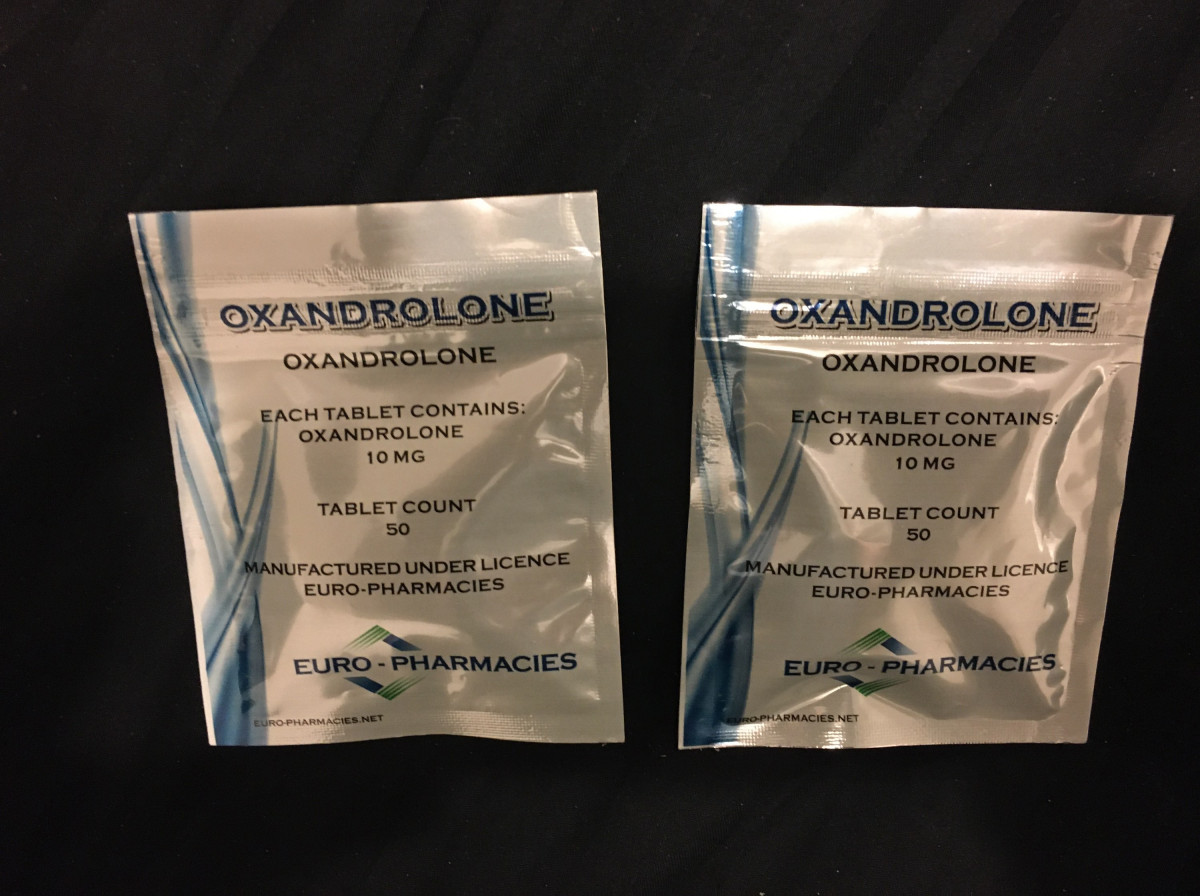 OXANDROLONE
OXANDROLONE
EACH TABLET CONTAINS:
OXANDROLONE
10 MG
TABLET COUNT
50
MANUFACTURED UNDER LICENCE
EURO-PHARMACIES
EURO - PHARMACIES
EURO-PHARMACIES.NET
OXANDROLONE
OXANDROLONE
EACH TABLET CONTAINS:
OXANDROLONE
10 MG
TABLET COUNT
50
MANUFACTURED UNDER LICENCE
EURO-PHARMACIES
EURO - PHARMACIES
EURO-PHARMACIES.NET